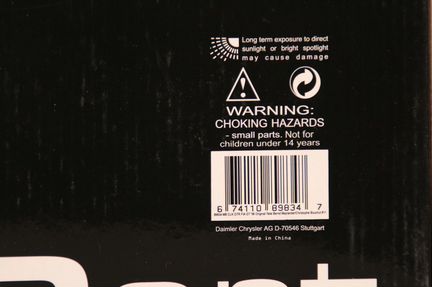 Long term exposure to direct
sunlight or bright spotlight
may cause damage
WARNING:
CHOKING HAZARDS
- small parts. Not for
children under 14 years
6 74110 89834 7
Daimler Chrysler AG D-70546 Stuttgart
Made in China